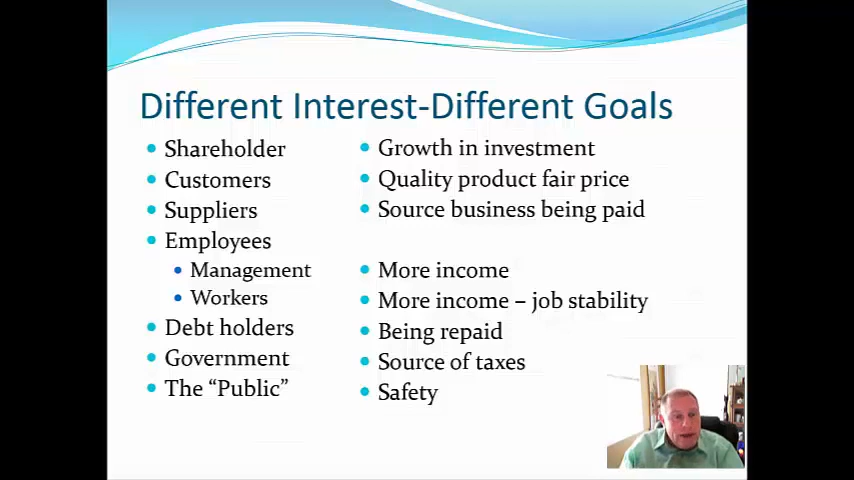 Different Interest-Different Goals
Shareholder
Customers
Suppliers
Employees
Management
Workers
Debt holders
Government
The “Public”
Growth in investment
Quality product fair price
Source business being paid
More income
More income – job stability
Being repaid
Source of taxes
Safety